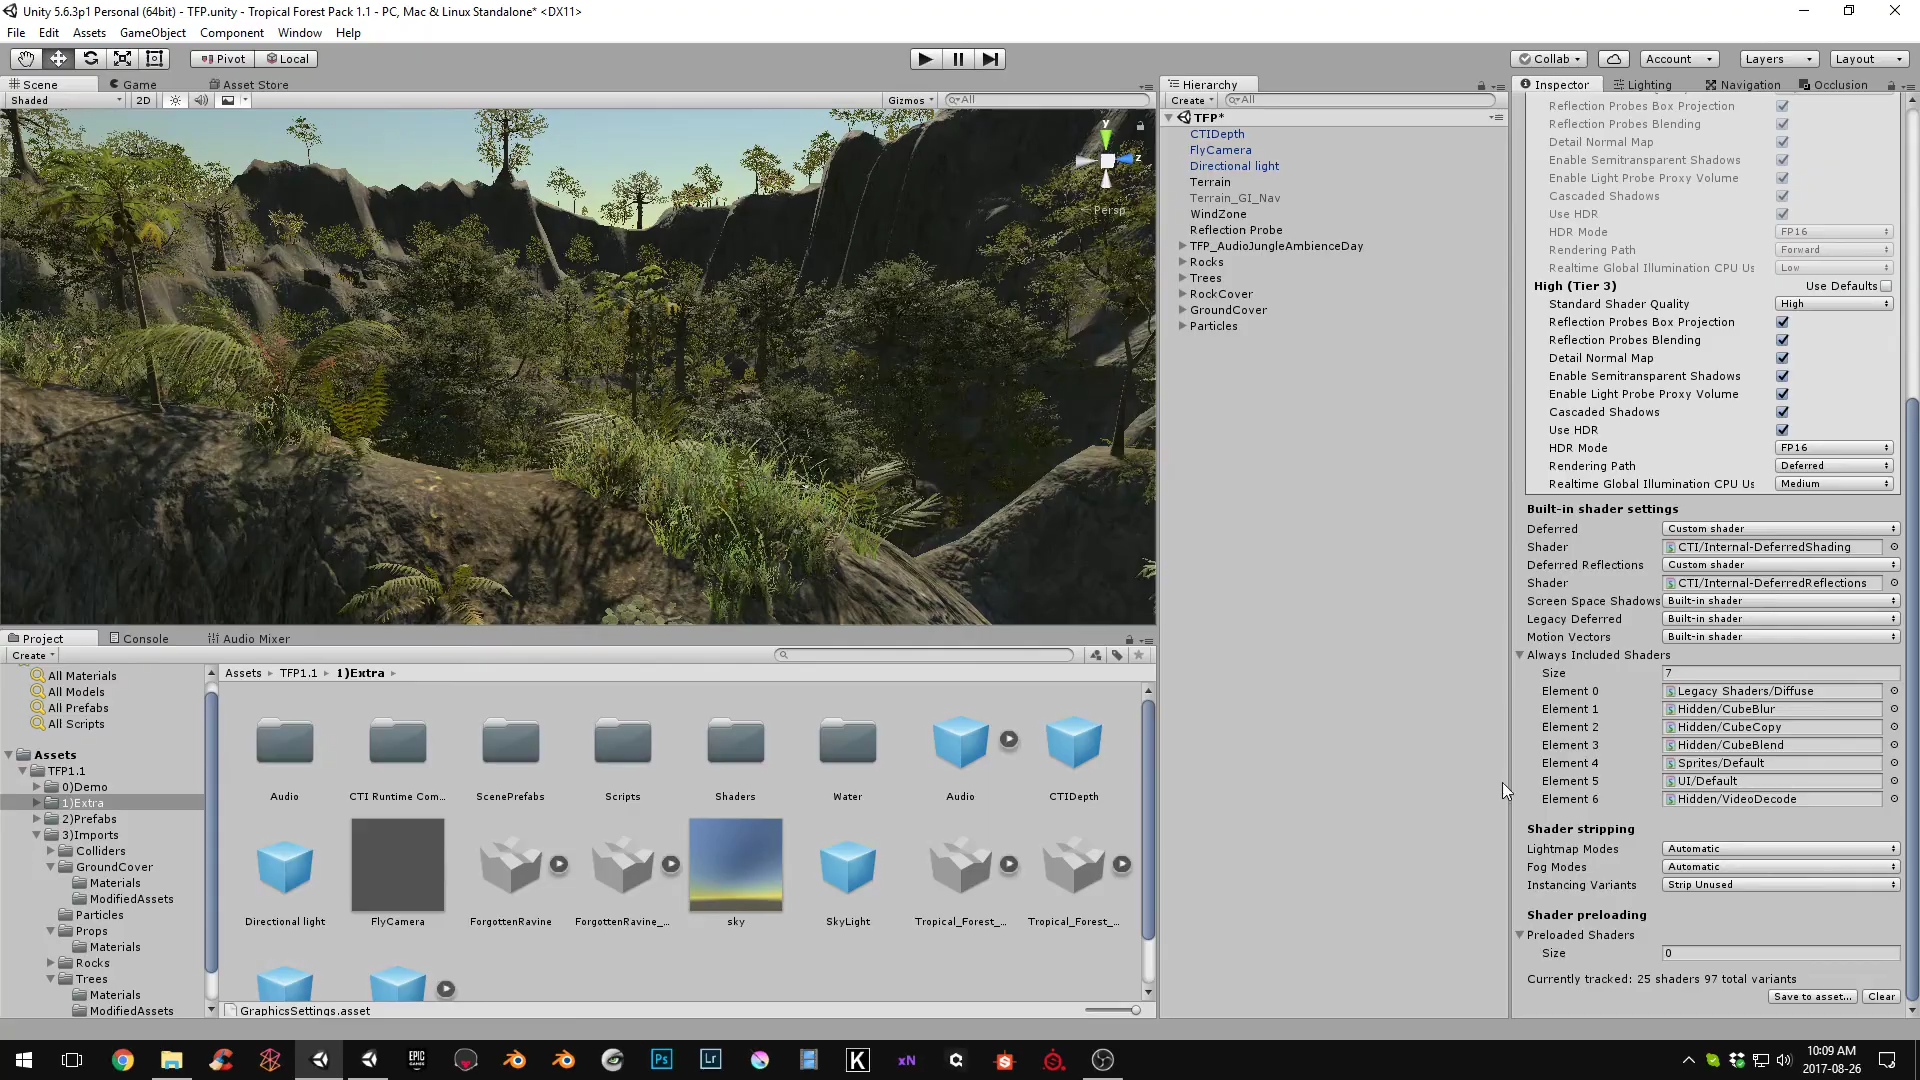 Unity 5.6.3p1 Personal (64bit) - TFP.unity - Tropical Forest Pack 1.1 - PC, Mac & Linux Standalone* <DX11>
File Edit Assets GameObject Component Window Help
Pivot Local Collab Account Layers Layout
Scene Game Asset Store
Shaded 2D Gizmos All
y
z
Persp
Hierarchy
Create All
TFP*
CTIDepth
FlyCamera
Directional light
Terrain
Terrain_GI_Nav
WindZone
Reflection Probe
TFP_AudioJungleAmbienceDay
Rocks
Trees
RockCover
GroundCover
Particles
Inspector Lighting Navigation Occlusion
Reflection Probes Box Projection
Reflection Probes Blending
Detail Normal Map
Enable Semitransparent Shadows
Enable Light Probe Proxy Volume
Cascaded Shadows
Use HDR
HDR Mode FP16
Rendering Path Forward
Realtime Global Illumination CPU Us Low
High (Tier 3) Use Defaults
Standard Shader Quality High
Reflection Probes Box Projection
Reflection Probes Blending
Detail Normal Map
Enable Semitransparent Shadows
Enable Light Probe Proxy Volume
Cascaded Shadows
Use HDR
HDR Mode FP16
Rendering Path Deferred
Realtime Global Illumination CPU Us Medium
Built-in shader settings
Deferred Custom shader
Shader CTI/Internal-DeferredShading
Deferred Reflections Custom shader
Shader CTI/Internal-DeferredReflections
Screen Space Shadows Built-in shader
Legacy Deferred Built-in shader
Motion Vectors Built-in shader
Always Included Shaders
Size 7
Element 0 Legacy Shaders/Diffuse
Element 1 Hidden/CubeBlur
Element 2 Hidden/CubeCopy
Element 3 Hidden/CubeBlend
Element 4 Sprites/Default
Element 5 UI/Default
Element 6 Hidden/VideoDecode
Shader stripping
Lightmap Modes Automatic
Fog Modes Automatic
Instancing Variants Strip Unused
Shader preloading
Preloaded Shaders
Size 0
Currently tracked: 25 shaders 97 total variants
Save to asset... Clear
Project Console Audio Mixer
Create
All Materials
All Models
All Prefabs
All Scripts
Assets
TFP1.1
0)Demo
1)Extra
2)Prefabs
3)Imports
Colliders
GroundCover
Materials
ModifiedAssets
Particles
Props
Materials
Rocks
Trees
Materials
ModifiedAssets
Assets TFP1.1 1)Extra
Audio CTI Runtime Com... ScenePrefabs Scripts Shaders Water Audio CTIDepth
Directional light FlyCamera ForgottenRavine ForgottenRavine_... sky SkyLight Tropical_Forest_... Tropical_Forest_...
GraphicsSettings.asset
EPIC GAMES Ps Lr K xN
10:09 AM
2017-08-26